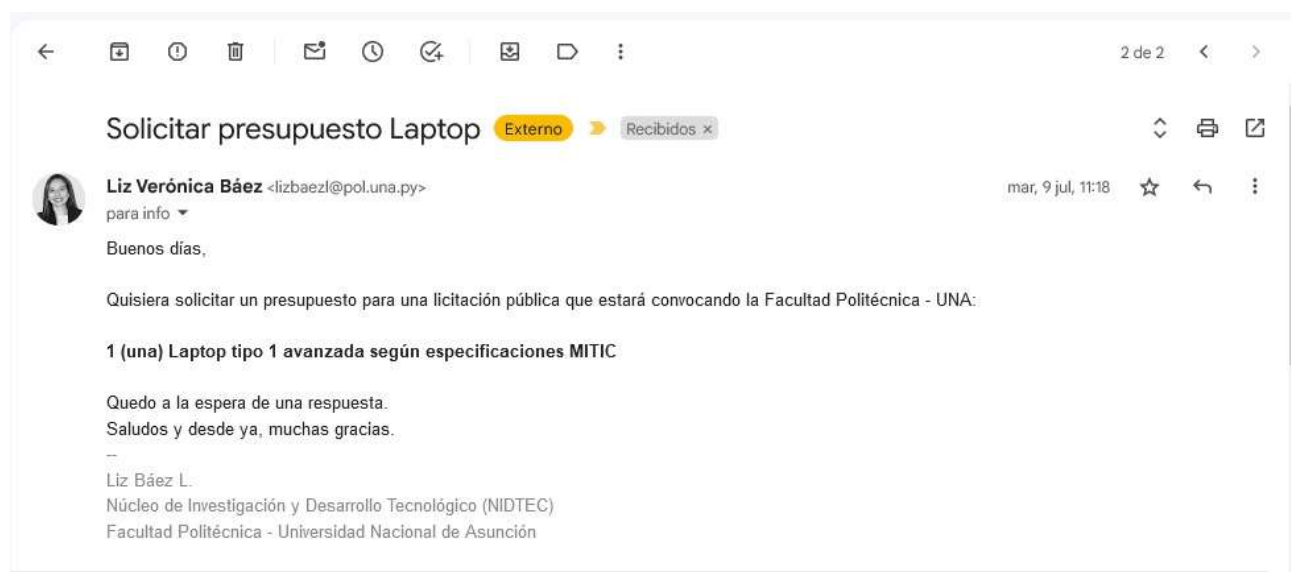 2 de 2
Solicitar presupuesto Laptop Externo Recibidos ×
Liz Verónica Báez <lizbaezl@pol.una.py> mar, 9 jul, 11:18
para info
Buenos días,
Quisiera solicitar un presupuesto para una licitación pública que estará convocando la Facultad Politécnica - UNA:
1 (una) Laptop tipo 1 avanzada según especificaciones MITIC
Quedo a la espera de una respuesta.
Saludos y desde ya, muchas gracias.
--
Liz Báez L.
Núcleo de Investigación y Desarrollo Tecnológico (NIDTEC)
Facultad Politécnica - Universidad Nacional de Asunción